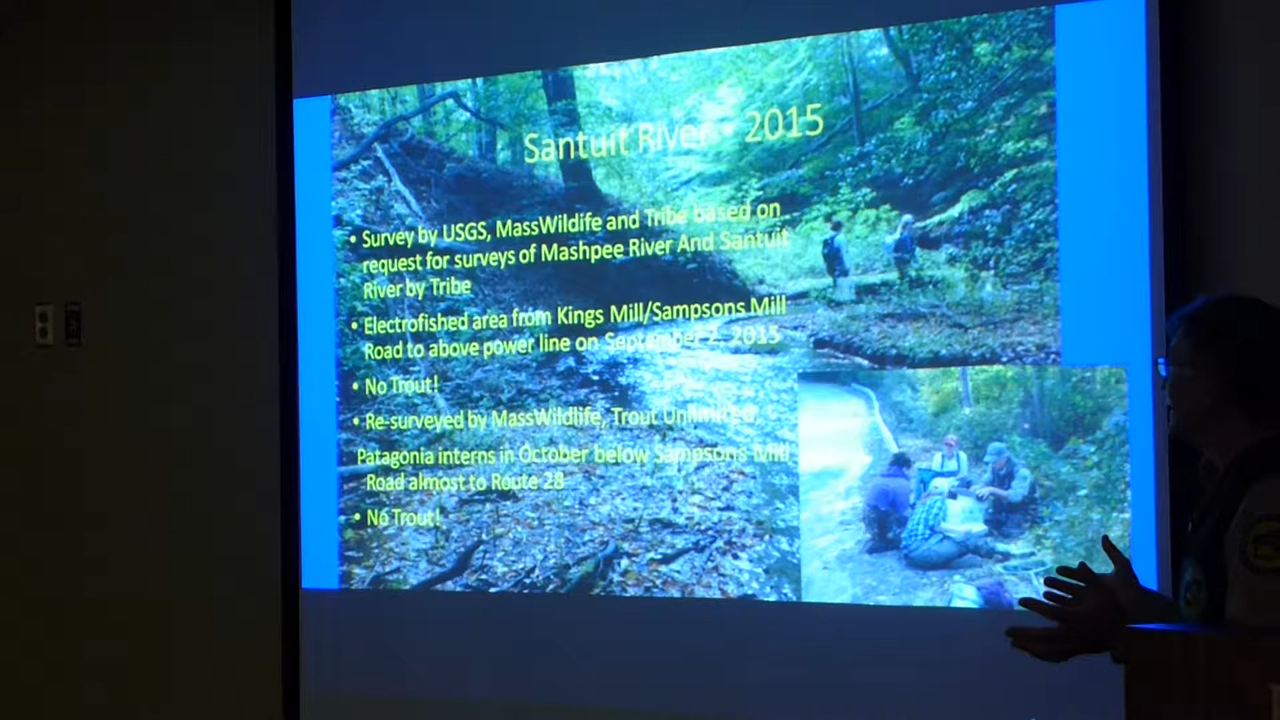 Santuit River - 2015
• Survey by USGS, MassWildife and Tribe based on
request for surveys of Mashpee River And Santuit
River by Tribe
• Electrofished area from Kings Mill/Sampsons Mill
Road to above power line on September 2, 2015
• No Trout!
• Re-surveyed by MassWildlife, Trout Unlimited,
Patagonia interns in October below Sampsons Mill
Road almost to Route 28
• No Trout!